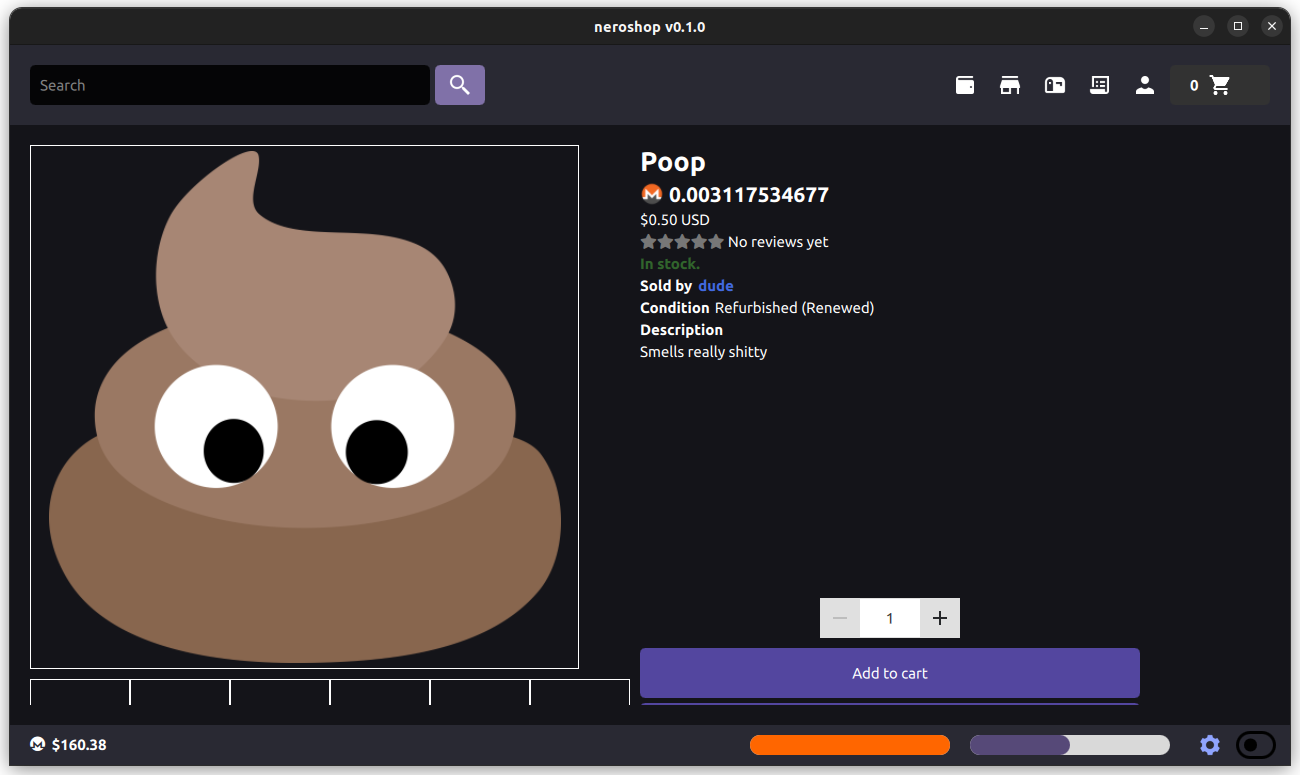 neroshop v0.1.0
Search
0
Poop
0.003117534677
$0.50 USD
No reviews yet
In stock.
Sold by dude
Condition Refurbished (Renewed)
Description
Smells really shitty
1
Add to cart
$160.38